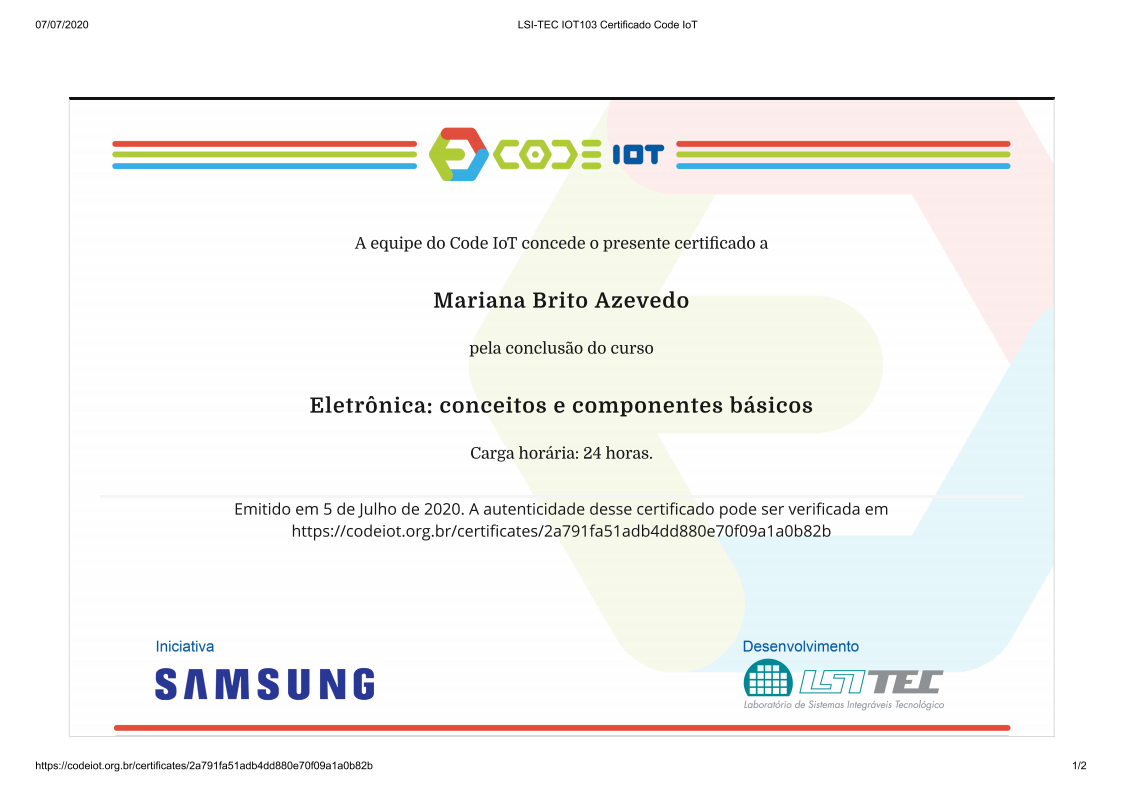 07/07/2020 LSI-TEC IOT103 Certificado Code IoT
CODE IOT
A equipe do Code IoT concede o presente certificado a
Mariana Brito Azevedo
pela conclusão do curso
Eletrônica: conceitos e componentes básicos
Carga horária: 24 horas.
Emitido em 5 de Julho de 2020. A autenticidade desse certificado pode ser verificada em
https://codeiot.org.br/certificates/2a791fa51adb4dd880e70f09a1a0b82b
Iniciativa
SAMSUNG
Desenvolvimento
LSI TEC
Laboratório de Sistemas Integráveis Tecnológico
https://codeiot.org.br/certificates/2a791fa51adb4dd880e70f09a1a0b82b 1/2